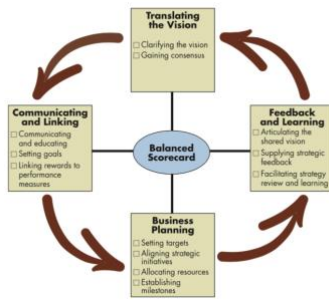 Translating
the Vision
☐ Clarifying the vision
☐ Gaining consensus
Communicating
and Linking
☐ Communicating
and educating
☐ Setting goals
☐ Linking rewards to
performance
measures
Balanced
Scorecard
Feedback
and Learning
☐ Articulating the
shared vision
☐ Supplying strategic
feedback
☐ Facilitating strategy
review and learning
Business
Planning
☐ Setting targets
☐ Aligning strategic
initiatives
☐ Allocating resources
☐ Establishing
milestones